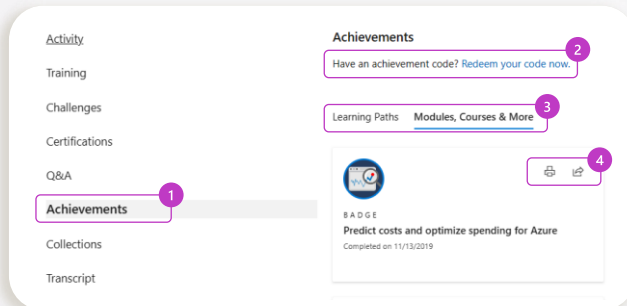 Activity
Training
Challenges
Certifications
Q&A
1
Achievements
Collections
Transcript
Achievements
2
Have an achievement code? Redeem your code now.
3
Learning Paths Modules, Courses & More
4
BADGE
Predict costs and optimize spending for Azure
Completed on 11/13/2019